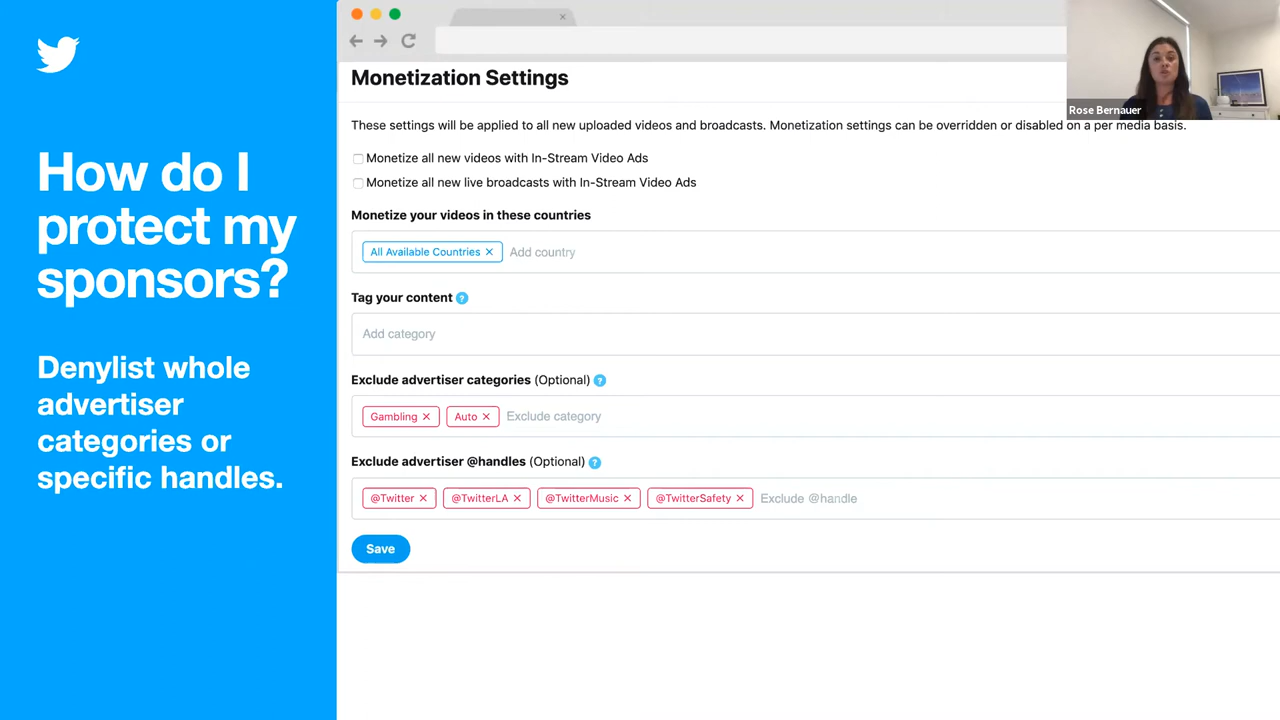 How do I
protect my
sponsors?
Denylist whole
advertiser
categories or
specific handles.
Rose Bernauer
Monetization Settings
These settings will be applied to all new uploaded videos and broadcasts. Monetization settings can be overridden or disabled on a per media basis.
Monetize all new videos with In-Stream Video Ads
Monetize all new live broadcasts with In-Stream Video Ads
Monetize your videos in these countries
All Available Countries × Add country
Tag your content ?
Add category
Exclude advertiser categories (Optional) ?
Gambling × Auto × Exclude category
Exclude advertiser @handles (Optional) ?
@Twitter × @TwitterLA × @TwitterMusic × @TwitterSafety × Exclude @handle
Save